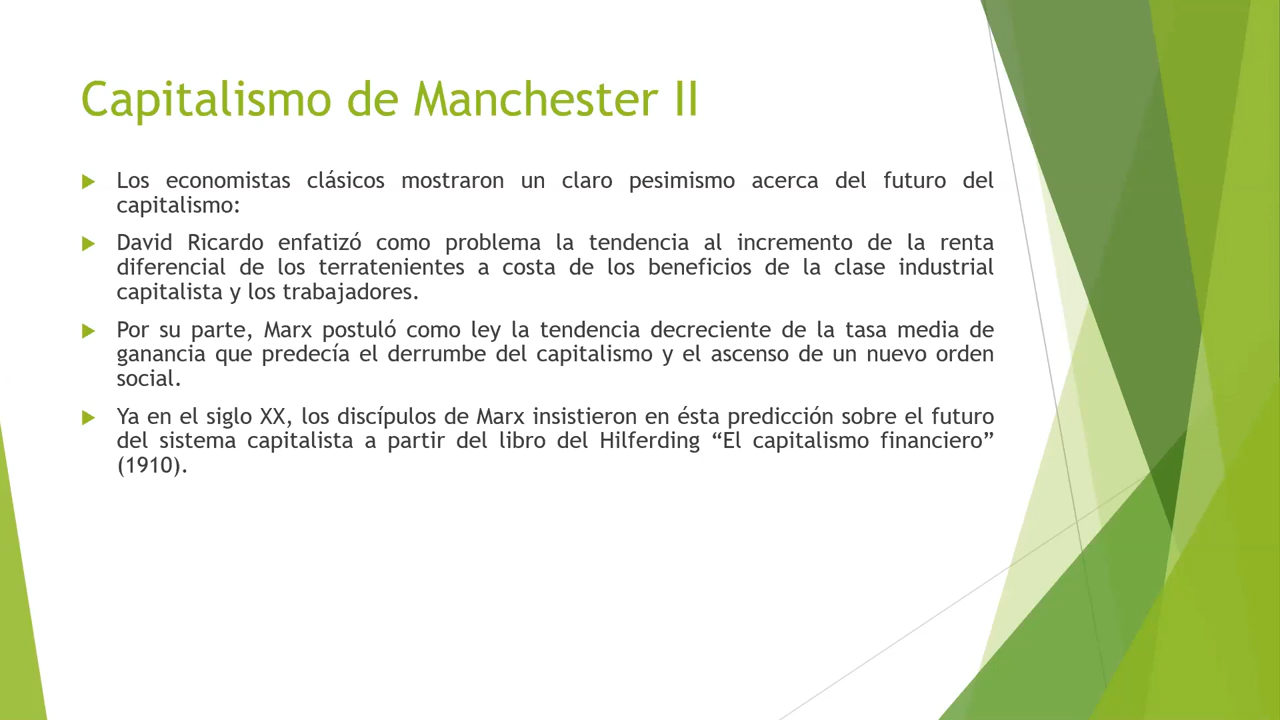 Capitalismo de Manchester II
Los economistas clásicos mostraron un claro pesimismo acerca del futuro del
capitalismo:
David Ricardo enfatizó como problema la tendencia al incremento de la renta
diferencial de los terratenientes a costa de los beneficios de la clase industrial
capitalista y los trabajadores.
Por su parte, Marx postuló como ley la tendencia decreciente de la tasa media de
ganancia que predecía el derrumbe del capitalismo y el ascenso de un nuevo orden
social.
Ya en el siglo XX, los discípulos de Marx insistieron en ésta predicción sobre el futuro
del sistema capitalista a partir del libro del Hilferding “El capitalismo financiero”
(1910).